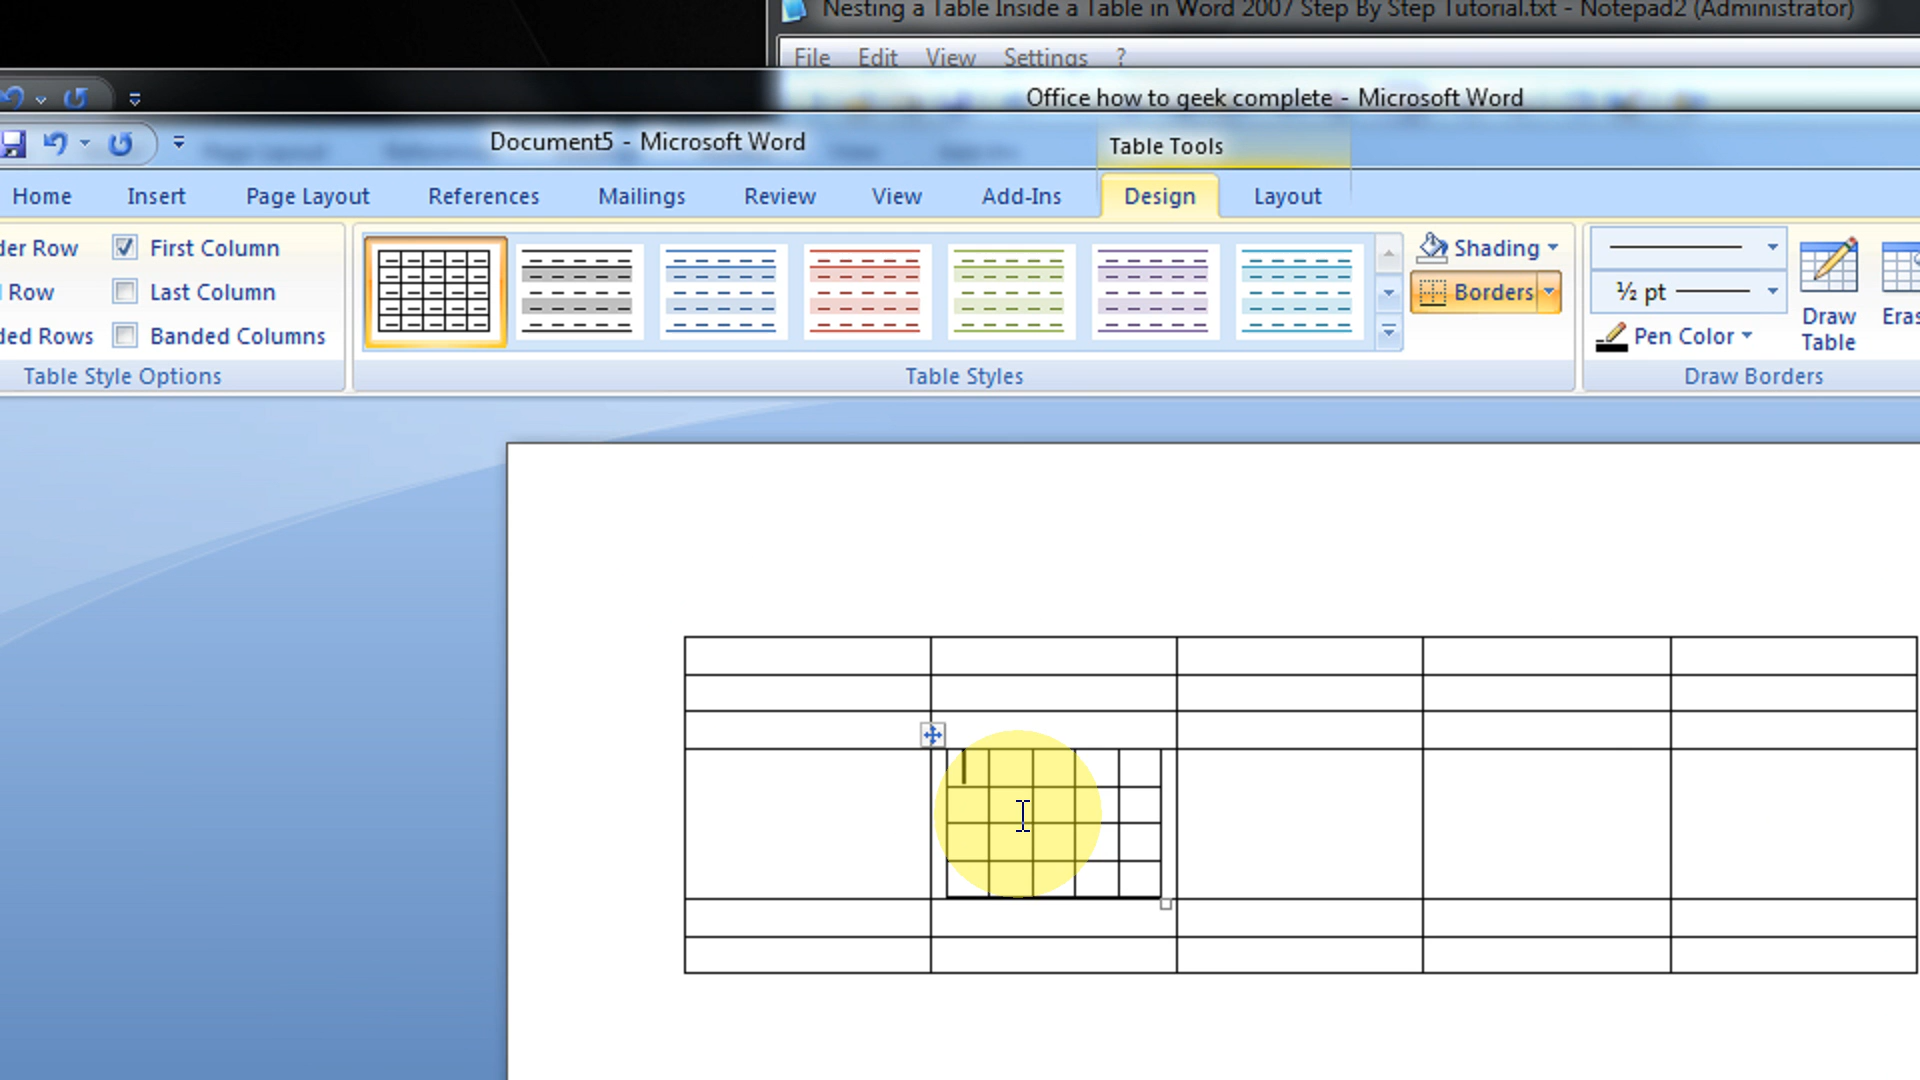 Nesting a Table Inside a Table in Word 2007 Step By Step Tutorial.txt - Notepad2 (Administrator)
File Edit View Settings ?
Office how to geek complete - Microsoft Word
Document5 - Microsoft Word
Table Tools
Home Insert Page Layout References Mailings Review View Add-Ins Design Layout
der Row First Column
Row Last Column
ded Rows Banded Columns
Table Style Options
Table Styles
Shading
Borders
½ pt
Pen Color
Draw Table
Eras
Draw Borders